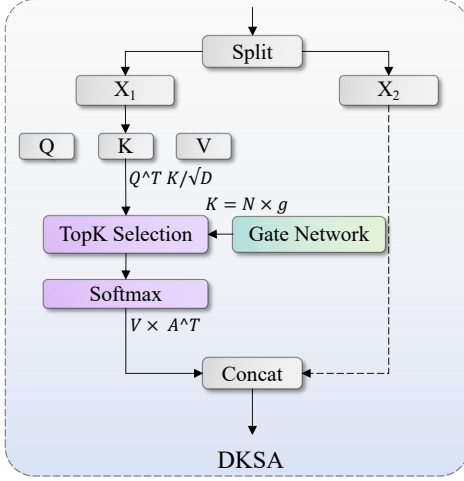 Split
X₁
X₂
Q
K
V
Q^T K/√D
K = N × g
TopK Selection
Gate Network
Softmax
V × A^T
Concat
DKSA